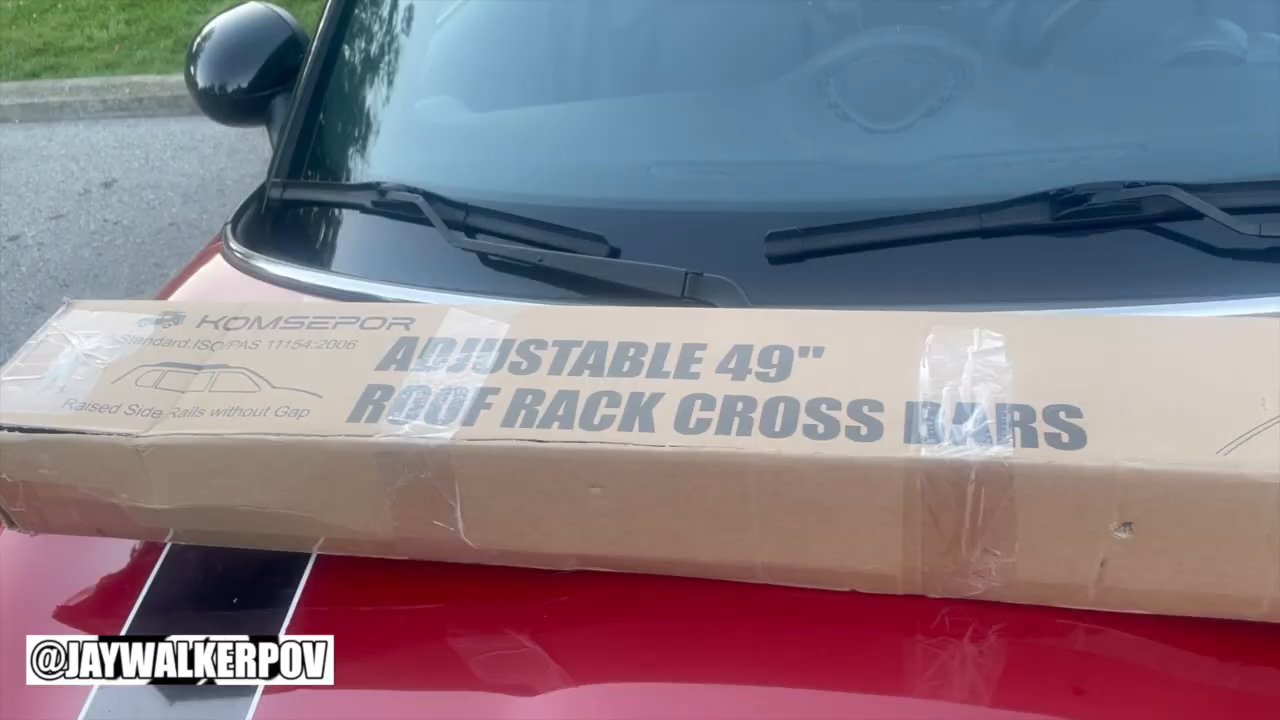 KOMSEPOR
Standard:ISO/PAS 11154:2006
Raised Side Rails without Gap
ADJUSTABLE 49"
ROOF RACK CROSS BARS
@JAYWALKERPOV